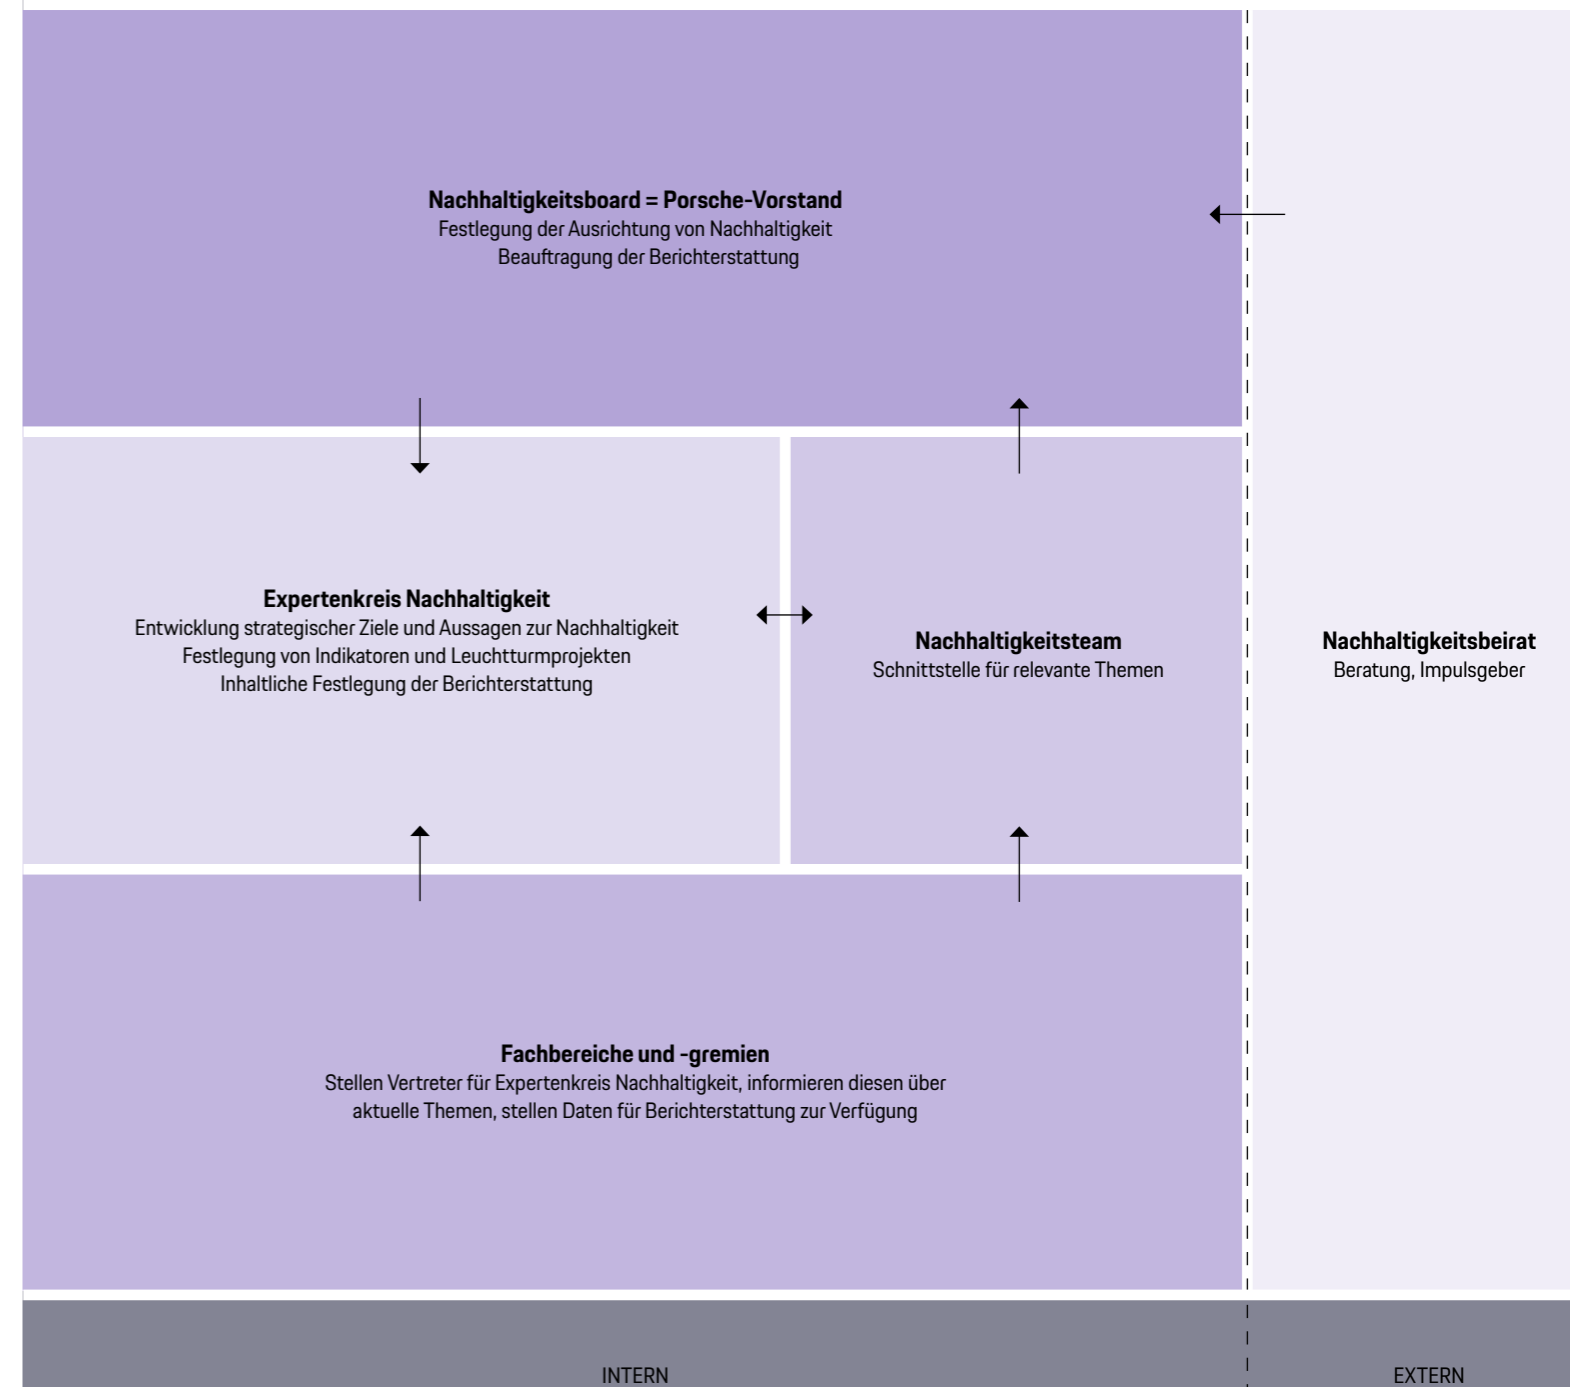 Nachhaltigkeitsboard = Porsche-Vorstand
Festlegung der Ausrichtung von Nachhaltigkeit
Beauftragung der Berichterstattung
Expertenkreis Nachhaltigkeit
Entwicklung strategischer Ziele und Aussagen zur Nachhaltigkeit
Festlegung von Indikatoren und Leuchtturmprojekten
Inhaltliche Festlegung der Berichterstattung
Nachhaltigkeitsteam
Schnittstelle für relevante Themen
Nachhaltigkeitsbeirat
Beratung, Impulsgeber
Fachbereiche und -gremien
Stellen Vertreter für Expertenkreis Nachhaltigkeit, informieren diesen über
aktuelle Themen, stellen Daten für Berichterstattung zur Verfügung
INTERN
EXTERN